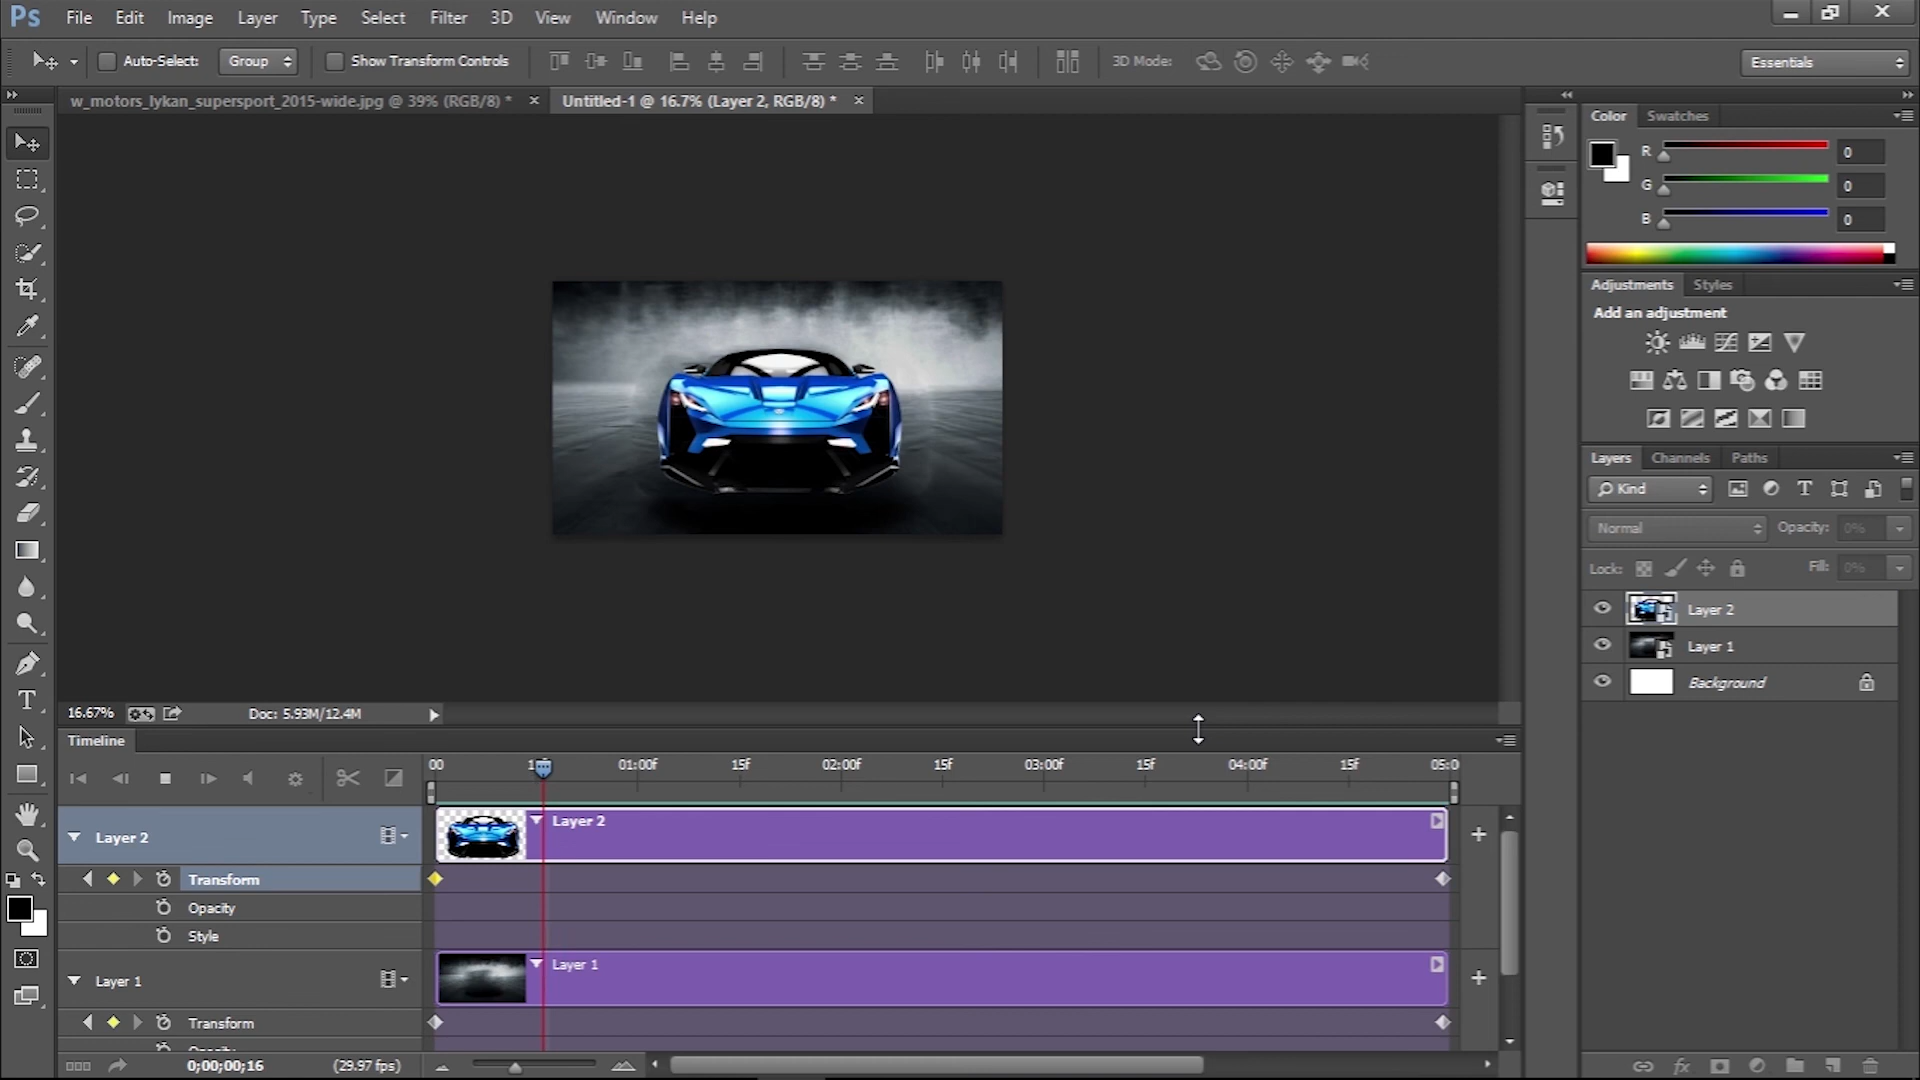 Ps File Edit Image Layer Type Select Filter 3D View Window Help
Auto-Select: Group Show Transform Controls 3D Mode: Essentials
w_motors_lykan_supersport_2015-wide.jpg @ 39% (RGB/8) * × Untitled-1 @ 16.7% (Layer 2, RGB/8) * ×
Color Swatches
R 0
G 0
B 0
Adjustments Styles
Add an adjustment
Layers Channels Paths
Kind
Normal Opacity: 0%
Lock: Fill: 0%
Layer 2
Layer 1
Background
16.67% Doc: 5.93M/12.4M
Timeline
00 01:00f 15f 02:00f 15f 03:00f 15f 04:00f 15f 05:0
Layer 2 Layer 2
Transform
Opacity
Style
Layer 1 Layer 1
Transform
0;00;00;16 (29.97 fps)